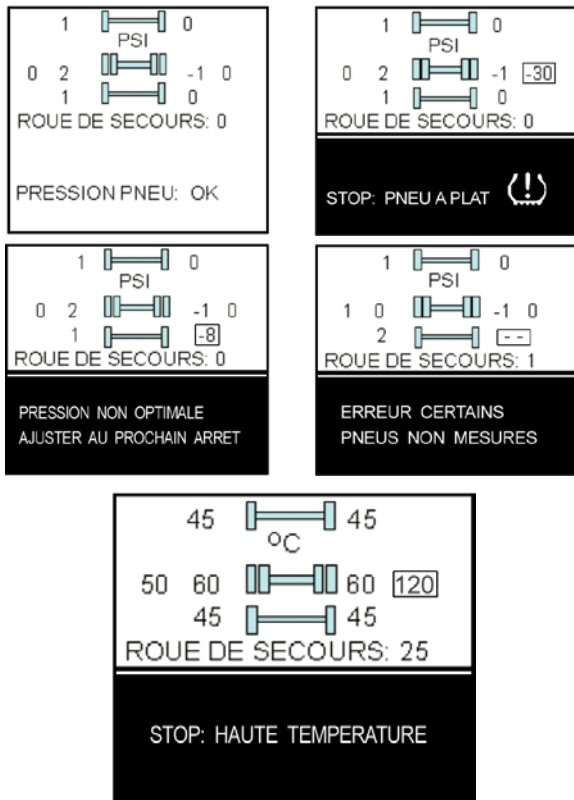 1 0
PSI
0 2 -1 0
1 0
ROUE DE SECOURS: 0
PRESSION PNEU: OK
1 0
PSI
0 2 -1 -30
1 0
ROUE DE SECOURS: 0
STOP: PNEU A PLAT (!)
1 0
PSI
0 2 -1 0
1 -8
ROUE DE SECOURS: 0
PRESSION NON OPTIMALE
AJUSTER AU PROCHAIN ARRET
1 0
PSI
1 0 -1 0
2 - -
ROUE DE SECOURS: 1
ERREUR CERTAINS
PNEUS NON MESURES
45 45
ºC
50 60 60 120
45 45
ROUE DE SECOURS: 25
STOP: HAUTE TEMPERATURE